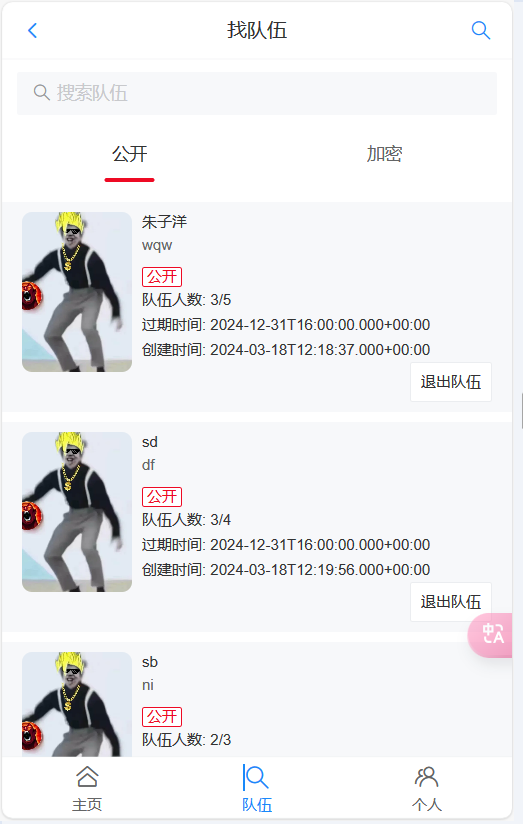 找队伍
搜索队伍
公开
加密
朱子洋
wqw
公开
队伍人数: 3/5
过期时间: 2024-12-31T16:00:00.000+00:00
创建时间: 2024-03-18T12:18:37.000+00:00
退出队伍
sd
df
公开
队伍人数: 3/4
过期时间: 2024-12-31T16:00:00.000+00:00
创建时间: 2024-03-18T12:19:56.000+00:00
退出队伍
中A
sb
ni
公开
队伍人数: 2/3
主页
队伍
个人